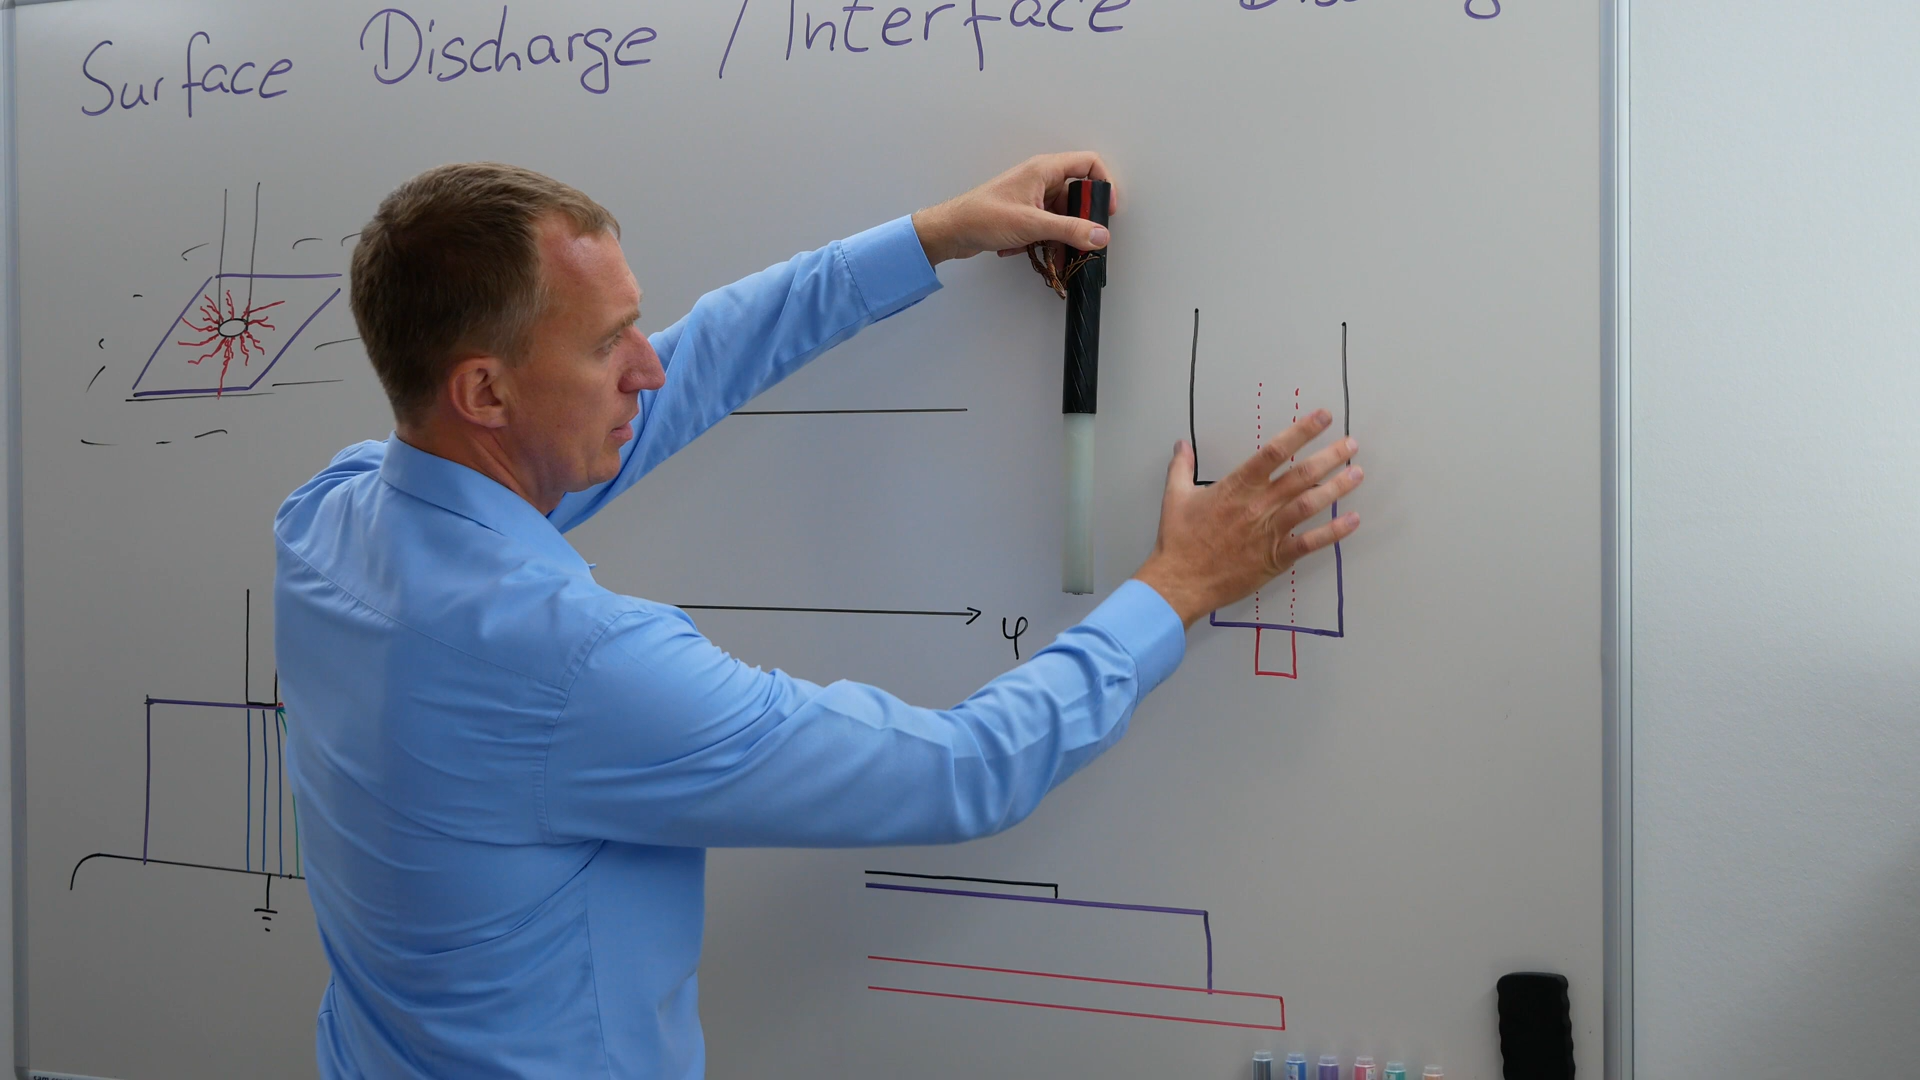 Surface Discharge / Interface
φ